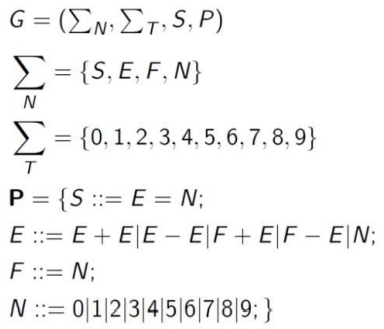 G = (∑N, ∑T, S, P)
∑N = {S, E, F, N}
∑T = {0, 1, 2, 3, 4, 5, 6, 7, 8, 9}
P = {S ::= E = N;
E ::= E + E|E − E|F + E|F − E|N;
F ::= N;
N ::= 0|1|2|3|4|5|6|7|8|9; }